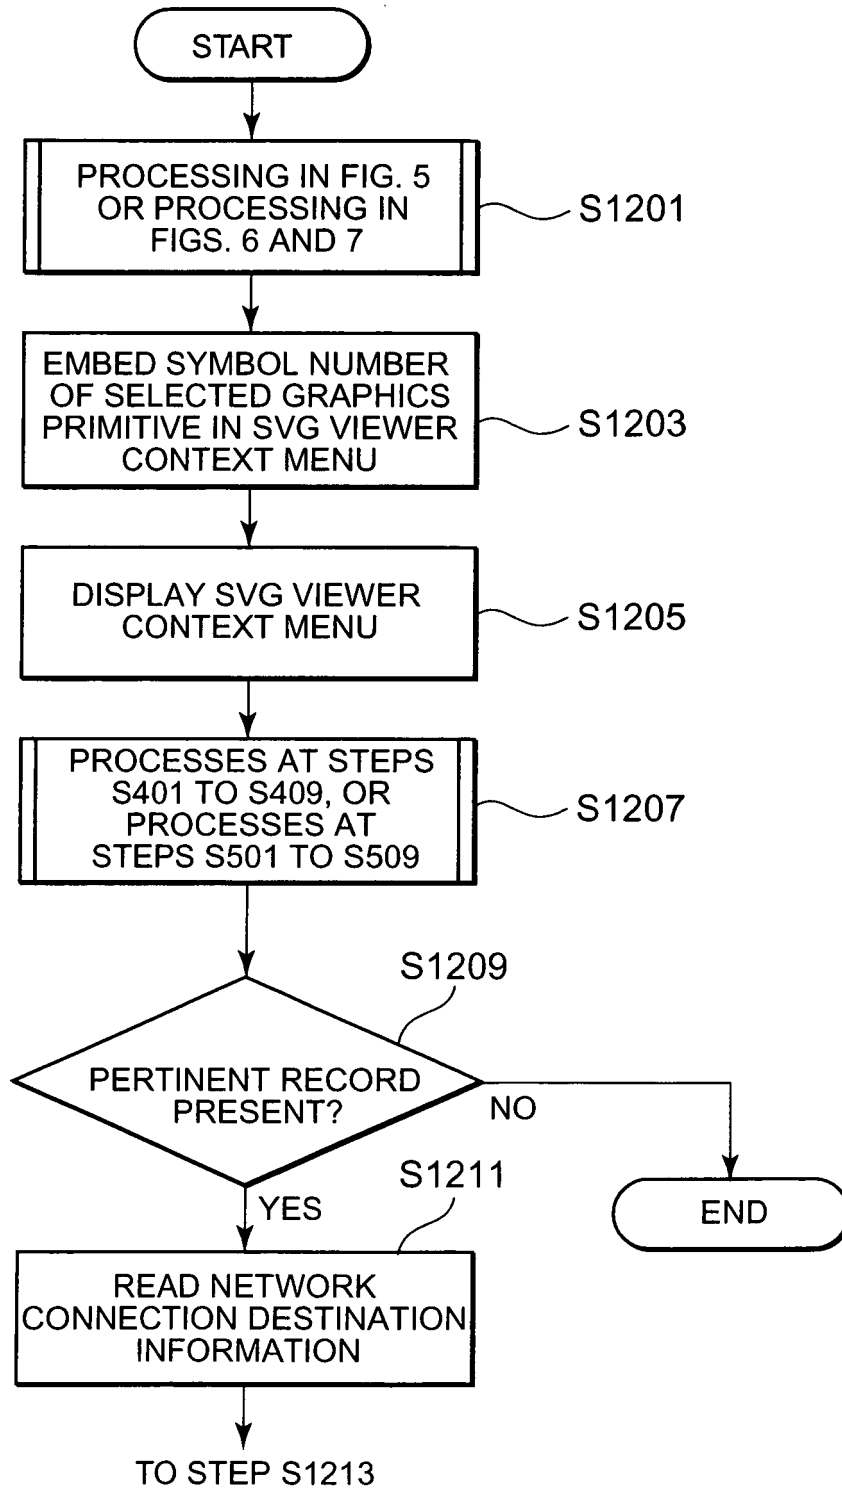 START
PROCESSING IN FIG. 5
OR PROCESSING IN
FIGS. 6 AND 7
S1201
EMBED SYMBOL NUMBER
OF SELECTED GRAPHICS
PRIMITIVE IN SVG VIEWER
CONTEXT MENU
S1203
DISPLAY SVG VIEWER
CONTEXT MENU
S1205
PROCESSES AT STEPS
S401 TO S409, OR
PROCESSES AT
STEPS S501 TO S509
S1207
S1209
PERTINENT RECORD
PRESENT?
NO
END
YES
S1211
READ NETWORK
CONNECTION DESTINATION
INFORMATION
TO STEP S1213